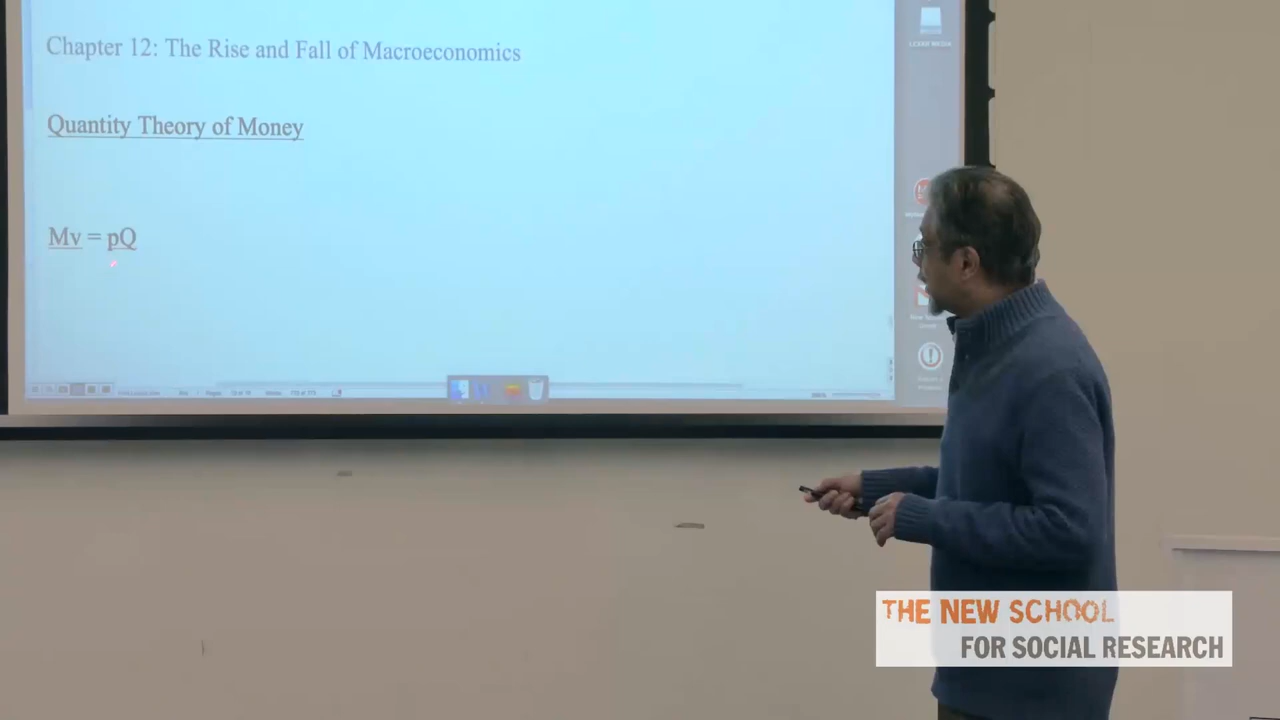 Chapter 12: The Rise and Fall of Macroeconomics
Quantity Theory of Money
Mv = pQ
THE NEW SCHOOL
FOR SOCIAL RESEARCH